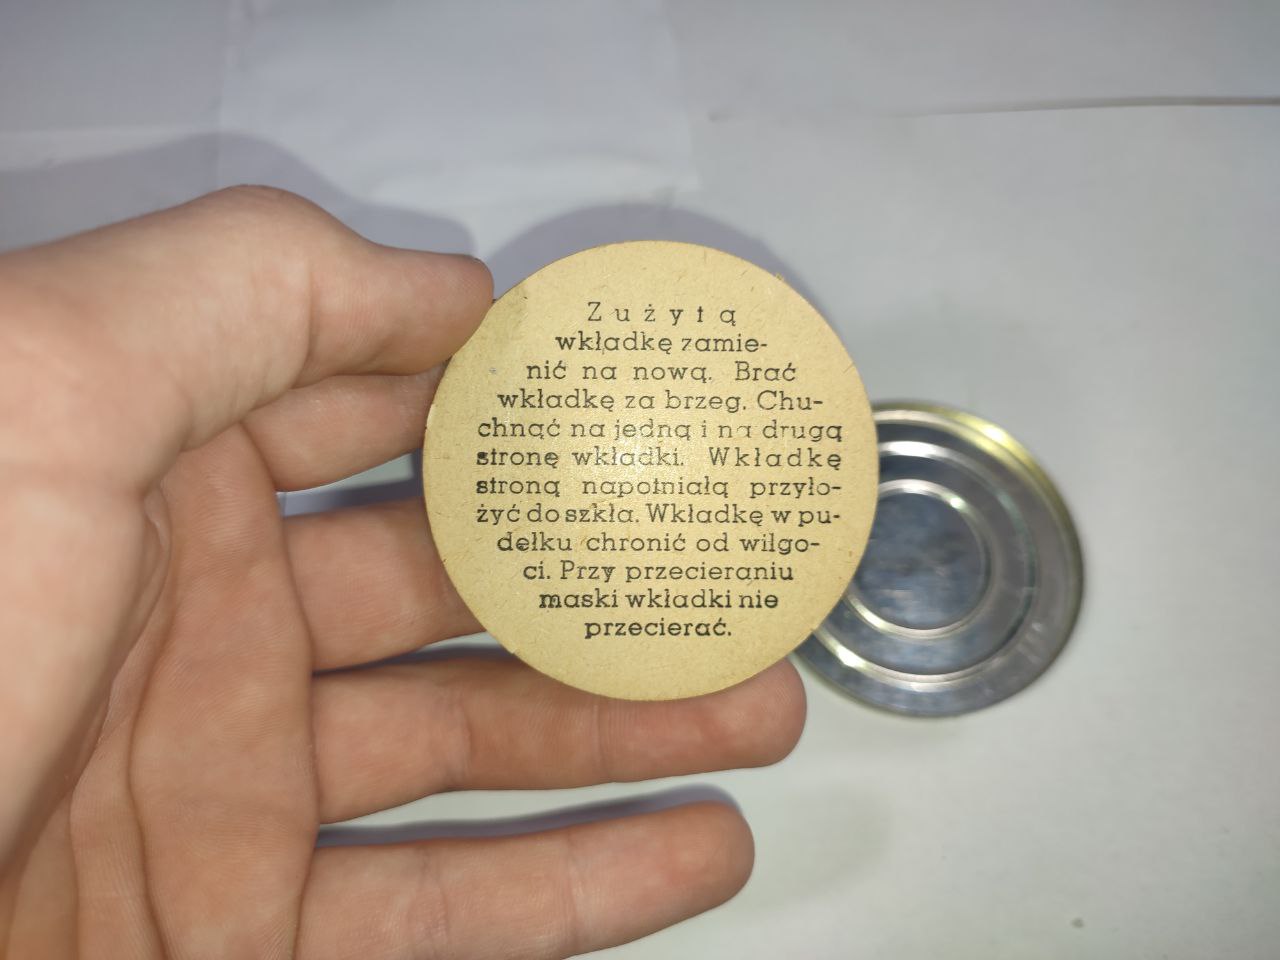 Zużytą
wkładkę zamie-
nić na nową. Brać
wkładkę za brzeg. Chu-
chnąć na jedną i na drugą
stronę wkładki. Wkładkę
stroną napotniałą przyło-
żyć do szkła. Wkładkę w pu-
dełku chronić od wilgo-
ci. Przy przecieraniu
maski wkładki nie
przecierać.